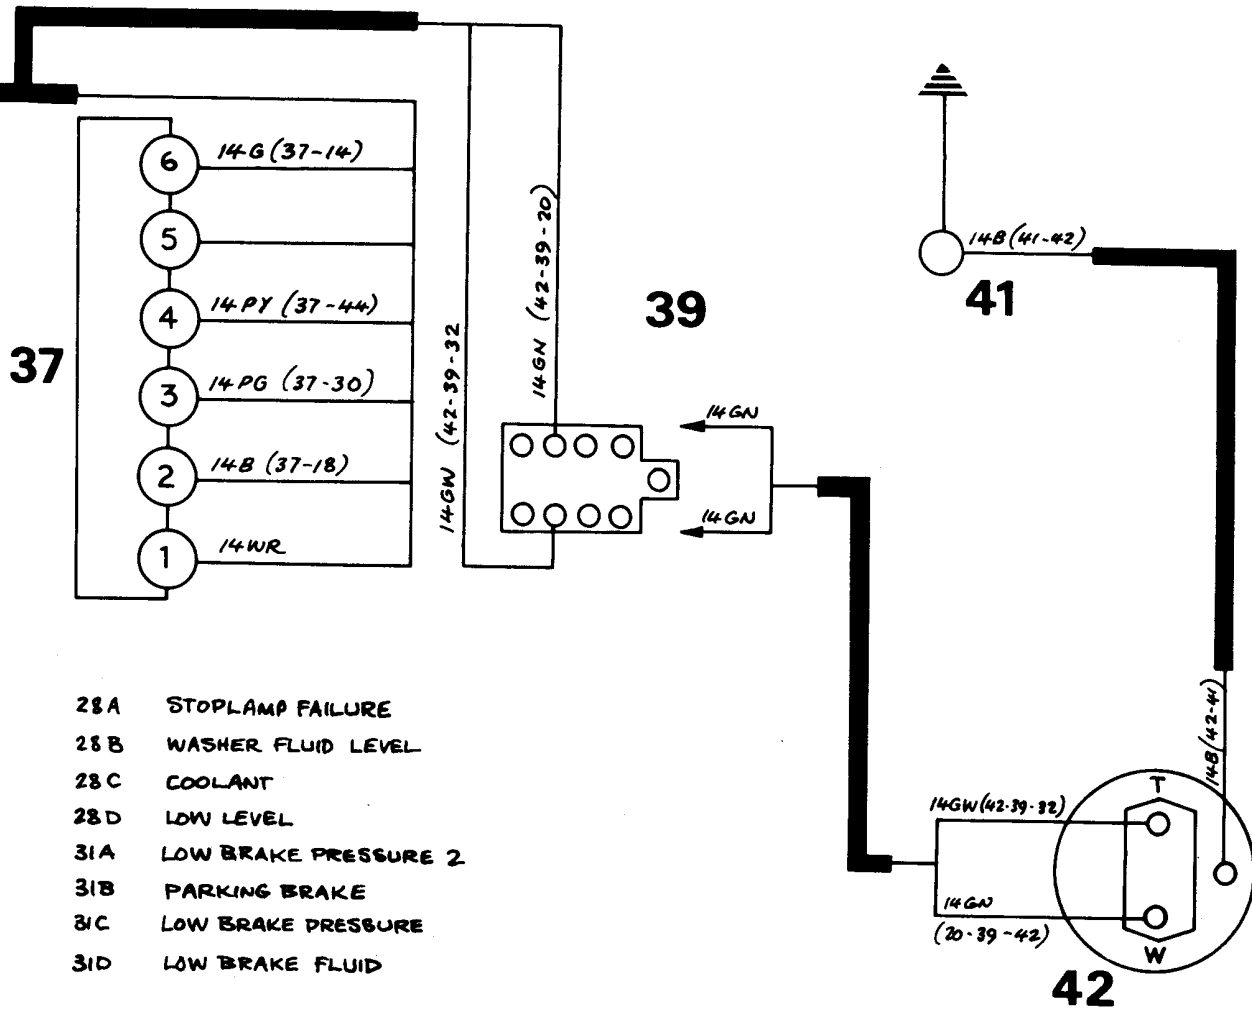 6
14G (37-14)
5
4
14PY (37-44)
37
3
14PG (37-30)
2
14B (37-18)
1
14WR
14GW (42-39-32
14GN (42-39-20)
39
14GN
14GN
14B (41-42)
41
14B (42-41)
T
14GW (42-39-32)
14GN
(20-39-42)
W
42
28A STOPLAMP FAILURE
28B WASHER FLUID LEVEL
28C COOLANT
28D LOW LEVEL
31A LOW BRAKE PRESSURE 2
31B PARKING BRAKE
31C LOW BRAKE PRESSURE
31D LOW BRAKE FLUID